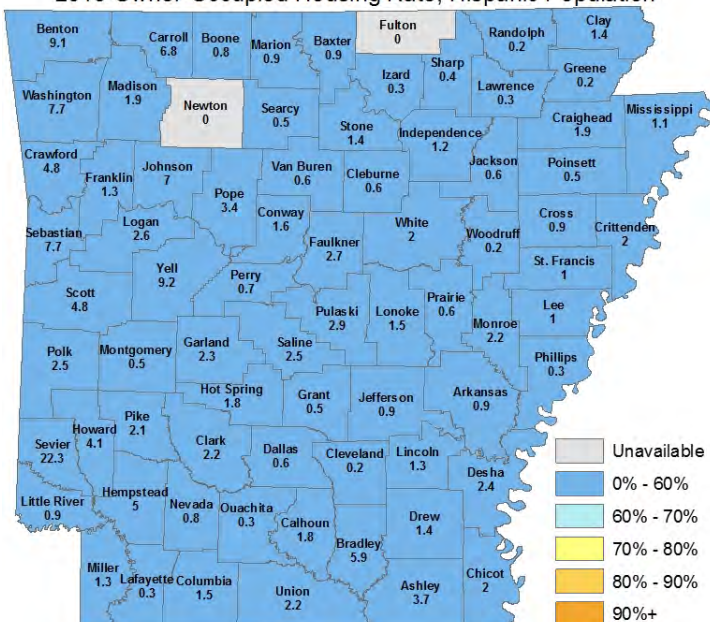 Benton
9.1
Carroll
6.8
Boone
0.8
Marion
0.9
Baxter
0.9
Fulton
0
Randolph
0.2
Clay
1.4
Sharp
0.4
Izard
0.3
Greene
0.2
Lawrence
0.3
Washington
7.7
Madison
1.9
Newton
0
Searcy
0.5
Stone
1.4
Independence
1.2
Craighead
1.9
Mississippi
1.1
Crawford
4.8
Franklin
1.3
Johnson
7
Pope
3.4
Van Buren
0.6
Cleburne
0.6
Jackson
0.6
Poinsett
0.5
Sebastian
7.7
Logan
2.6
Conway
1.6
Faulkner
2.7
White
2
Woodruff
0.2
Cross
0.9
Crittenden
2
St. Francis
1
Scott
4.8
Yell
9.2
Perry
0.7
Pulaski
2.9
Lonoke
1.5
Prairie
0.6
Monroe
2.2
Lee
1
Polk
2.5
Montgomery
0.5
Garland
2.3
Saline
2.5
Phillips
0.3
Hot Spring
1.8
Grant
0.5
Jefferson
0.9
Arkansas
0.9
Sevier
22.3
Howard
4.1
Pike
2.1
Clark
2.2
Dallas
0.6
Cleveland
0.2
Lincoln
1.3
Desha
2.4
Little River
0.9
Hempstead
5
Nevada
0.8
Ouachita
0.3
Calhoun
1.8
Bradley
5.9
Drew
1.4
Miller
1.3
Lafayette
0.3
Columbia
1.5
Union
2.2
Ashley
3.7
Chicot
2
Unavailable
0% - 60%
60% - 70%
70% - 80%
80% - 90%
90%+